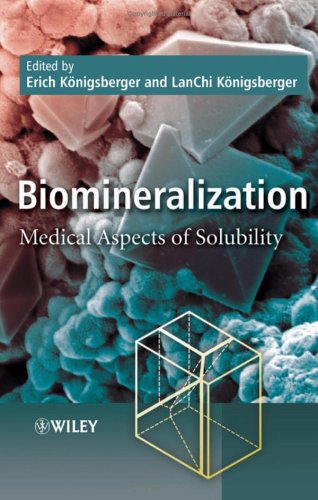 Edited by
Erich Königsberger and LanChi Königsberger
Biomineralization
Medical Aspects of Solubility
WILEY